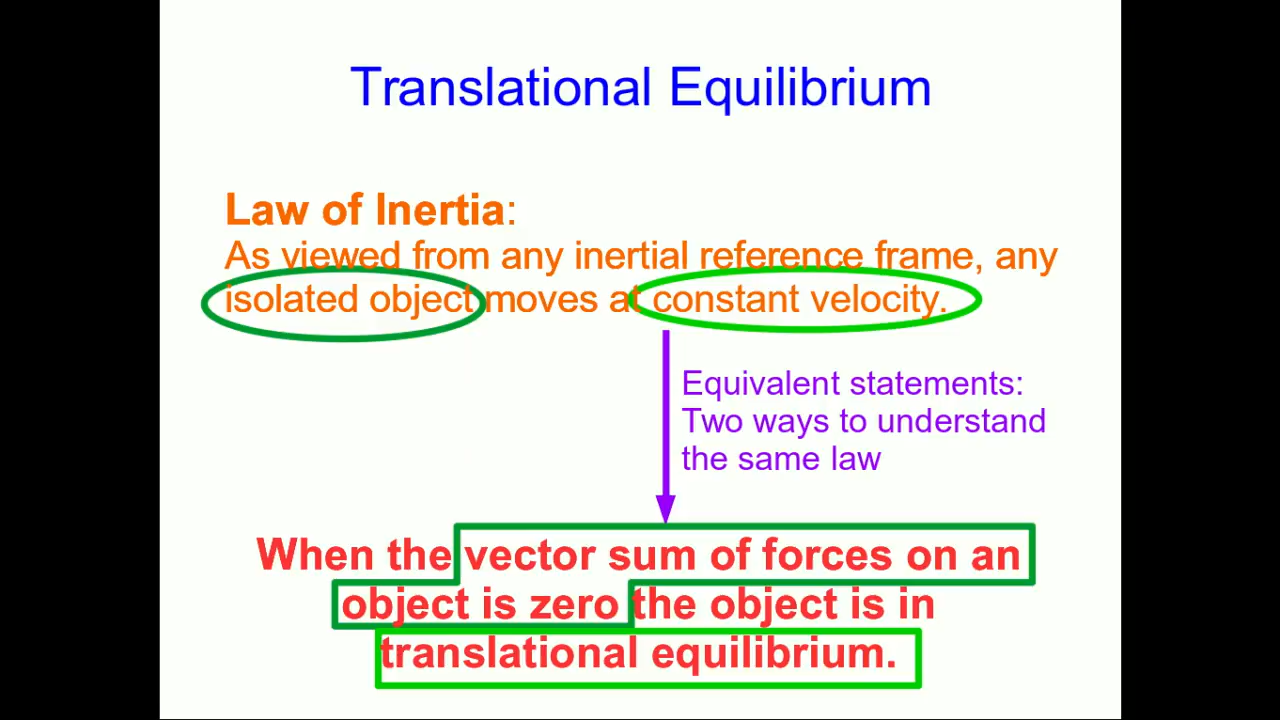 Translational Equilibrium
Law of Inertia:
As viewed from any inertial reference frame, any
isolated object moves at constant velocity.
Equivalent statements:
Two ways to understand
the same law
When the vector sum of forces on an
object is zero the object is in
translational equilibrium.